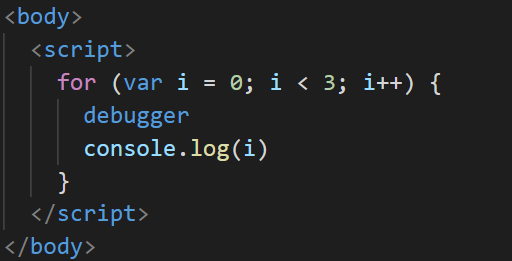 <body>
  <script>
    for (var i = 0; i < 3; i++) {
      debugger
      console.log(i)
    }
  </script>
</body>